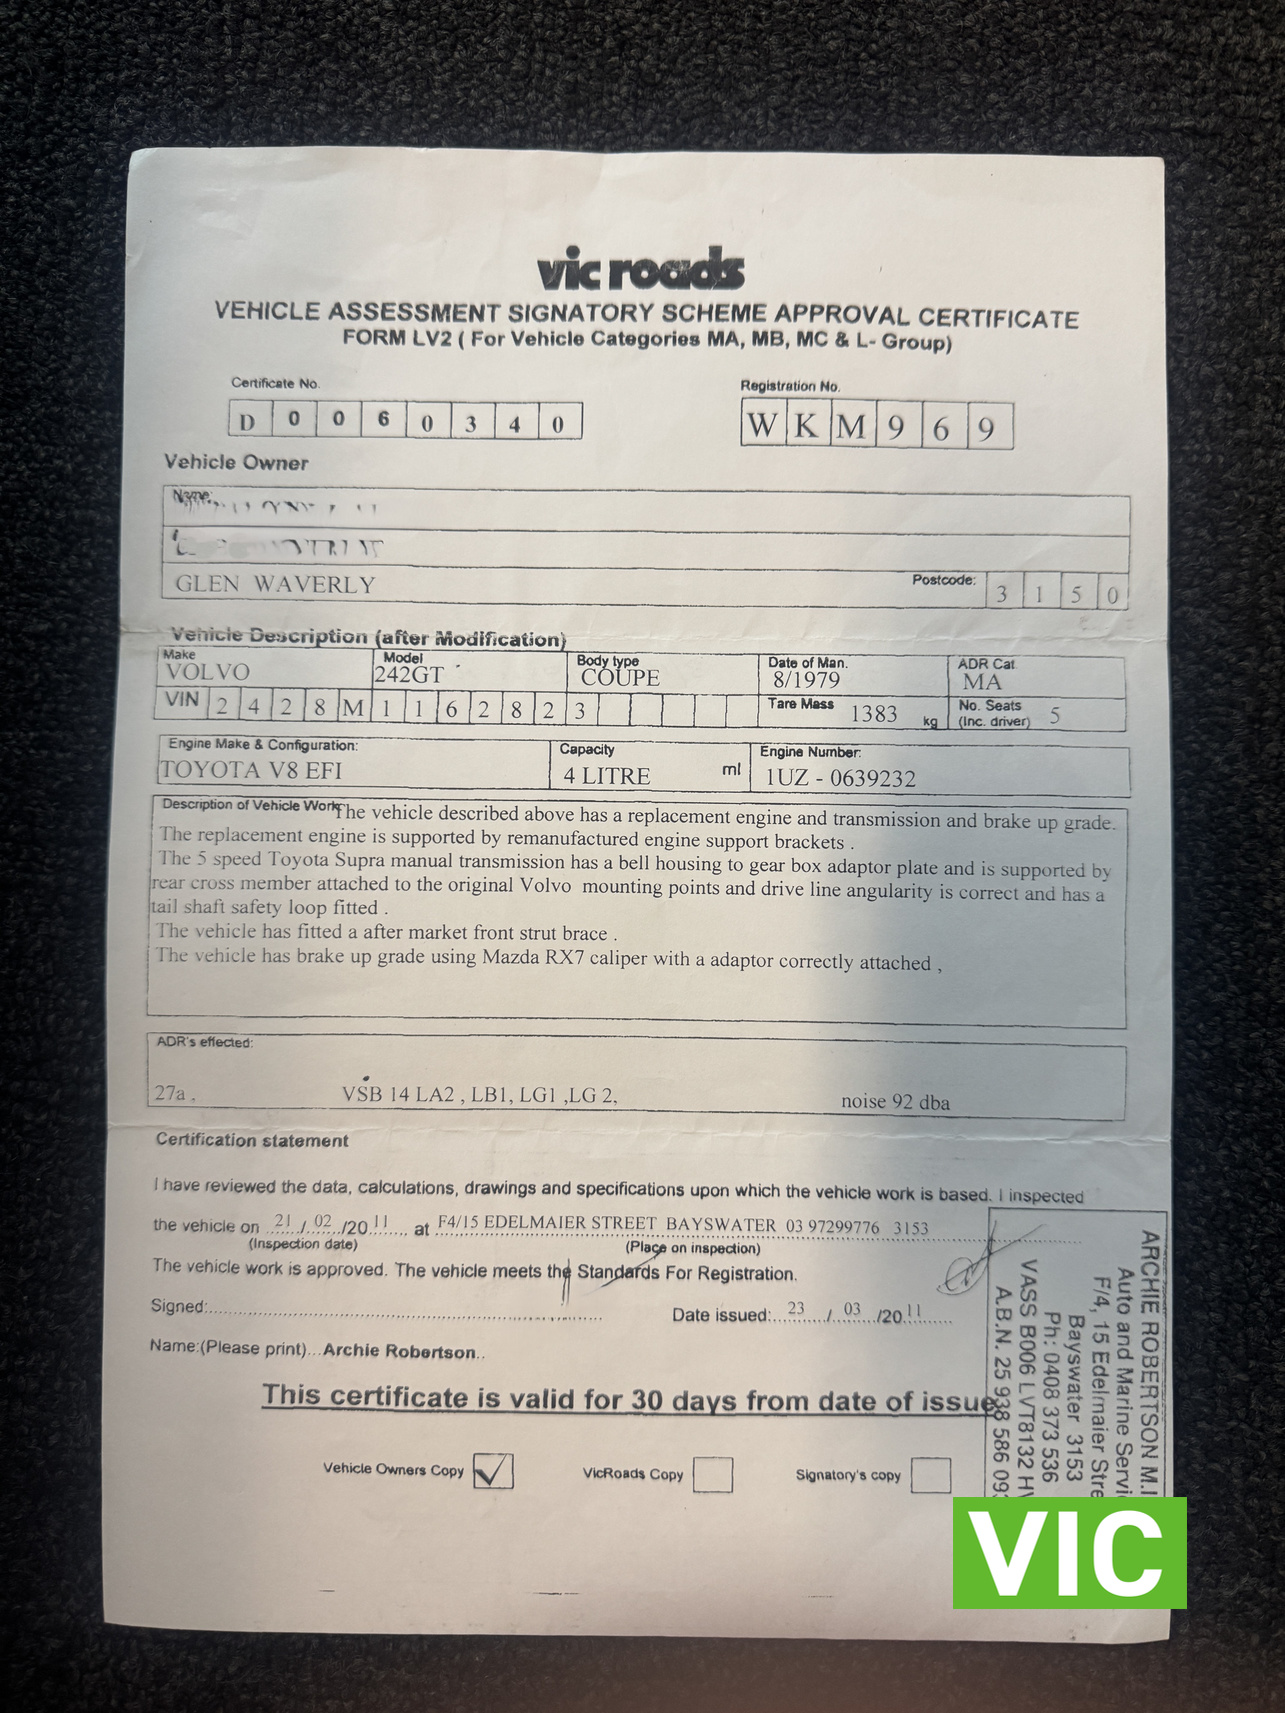 vic roads
VEHICLE ASSESSMENT SIGNATORY SCHEME APPROVAL CERTIFICATE
FORM LV2 ( For Vehicle Categories MA, MB, MC & L- Group)
Certificate No.
D 0 0 6 0 3 4 0
Registration No.
W K M 9 6 9
Vehicle Owner
Name:
GLEN WAVERLY
Postcode: 3 1 5 0
Vehicle Description (after Modification)
Make
VOLVO
Model
242GT
Body type
COUPE
Date of Man.
8/1979
ADR Cat.
MA
VIN 2 4 2 8 M 1 1 6 2 8 2 3
Tare Mass 1383 kg
No. Seats
(Inc. driver) 5
Engine Make & Configuration:
TOYOTA V8 EFI
Capacity
4 LITRE ml
Engine Number:
1UZ - 0639232
Description of Vehicle Work The vehicle described above has a replacement engine and transmission and brake up grade.
The replacement engine is supported by remanufactured engine support brackets .
The 5 speed Toyota Supra manual transmission has a bell housing to gear box adaptor plate and is supported by
rear cross member attached to the original Volvo mounting points and drive line angularity is correct and has a
tail shaft safety loop fitted .
The vehicle has fitted a after market front strut brace .
The vehicle has brake up grade using Mazda RX7 caliper with a adaptor correctly attached ,
ADR's effected:
27a , VSB 14 LA2 , LB1, LG1 ,LG 2, noise 92 dba
Certification statement
I have reviewed the data, calculations, drawings and specifications upon which the vehicle work is based. I inspected
the vehicle on 21 / 02 /20 11 at F4/15 EDELMAIER STREET BAYSWATER 03 97299776 3153
(Inspection date) (Place on inspection)
The vehicle work is approved. The vehicle meets the Standards For Registration.
Signed: Date issued: 23 / 03 /20 11
Name:(Please print)...Archie Robertson..
This certificate is valid for 30 days from date of issue
Vehicle Owners Copy
VicRoads Copy
Signatory's copy
ARCHIE ROBERTSON M.I
Auto and Marine Servi
F/4, 15 Edelmaier Stre
Bayswater 3153
Ph: 0408 373 536
VASS B006 LVT8132 H
A.B.N. 25 938 586 09
VIC